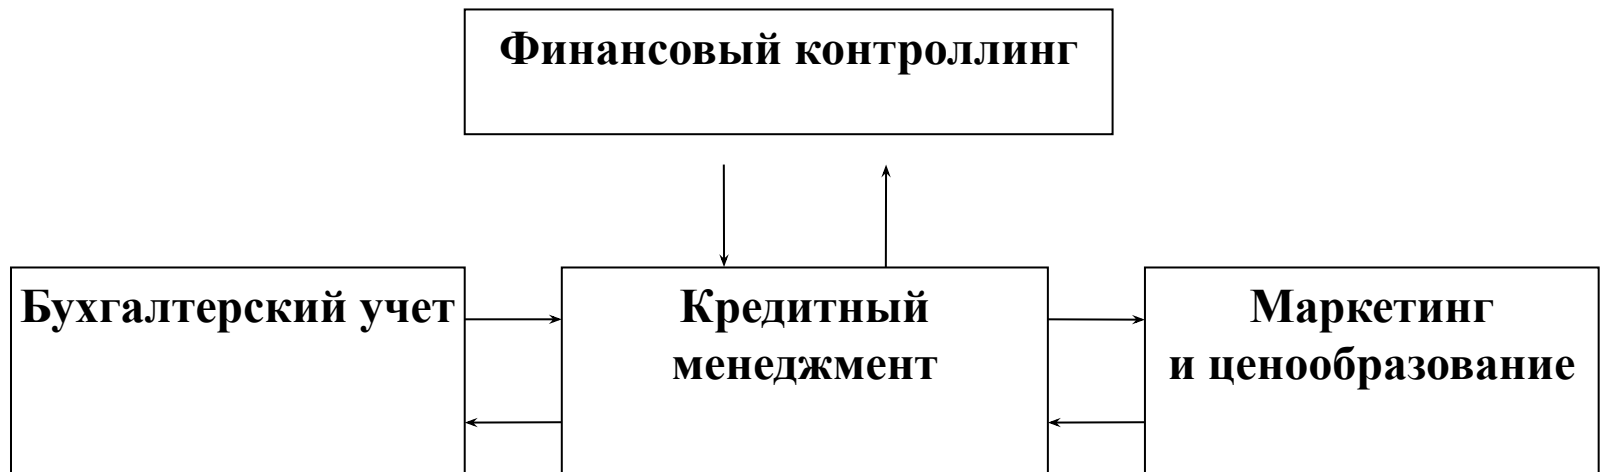 Финансовый контроллинг
Бухгалтерский учет
Кредитный
менеджмент
Маркетинг
и ценообразование